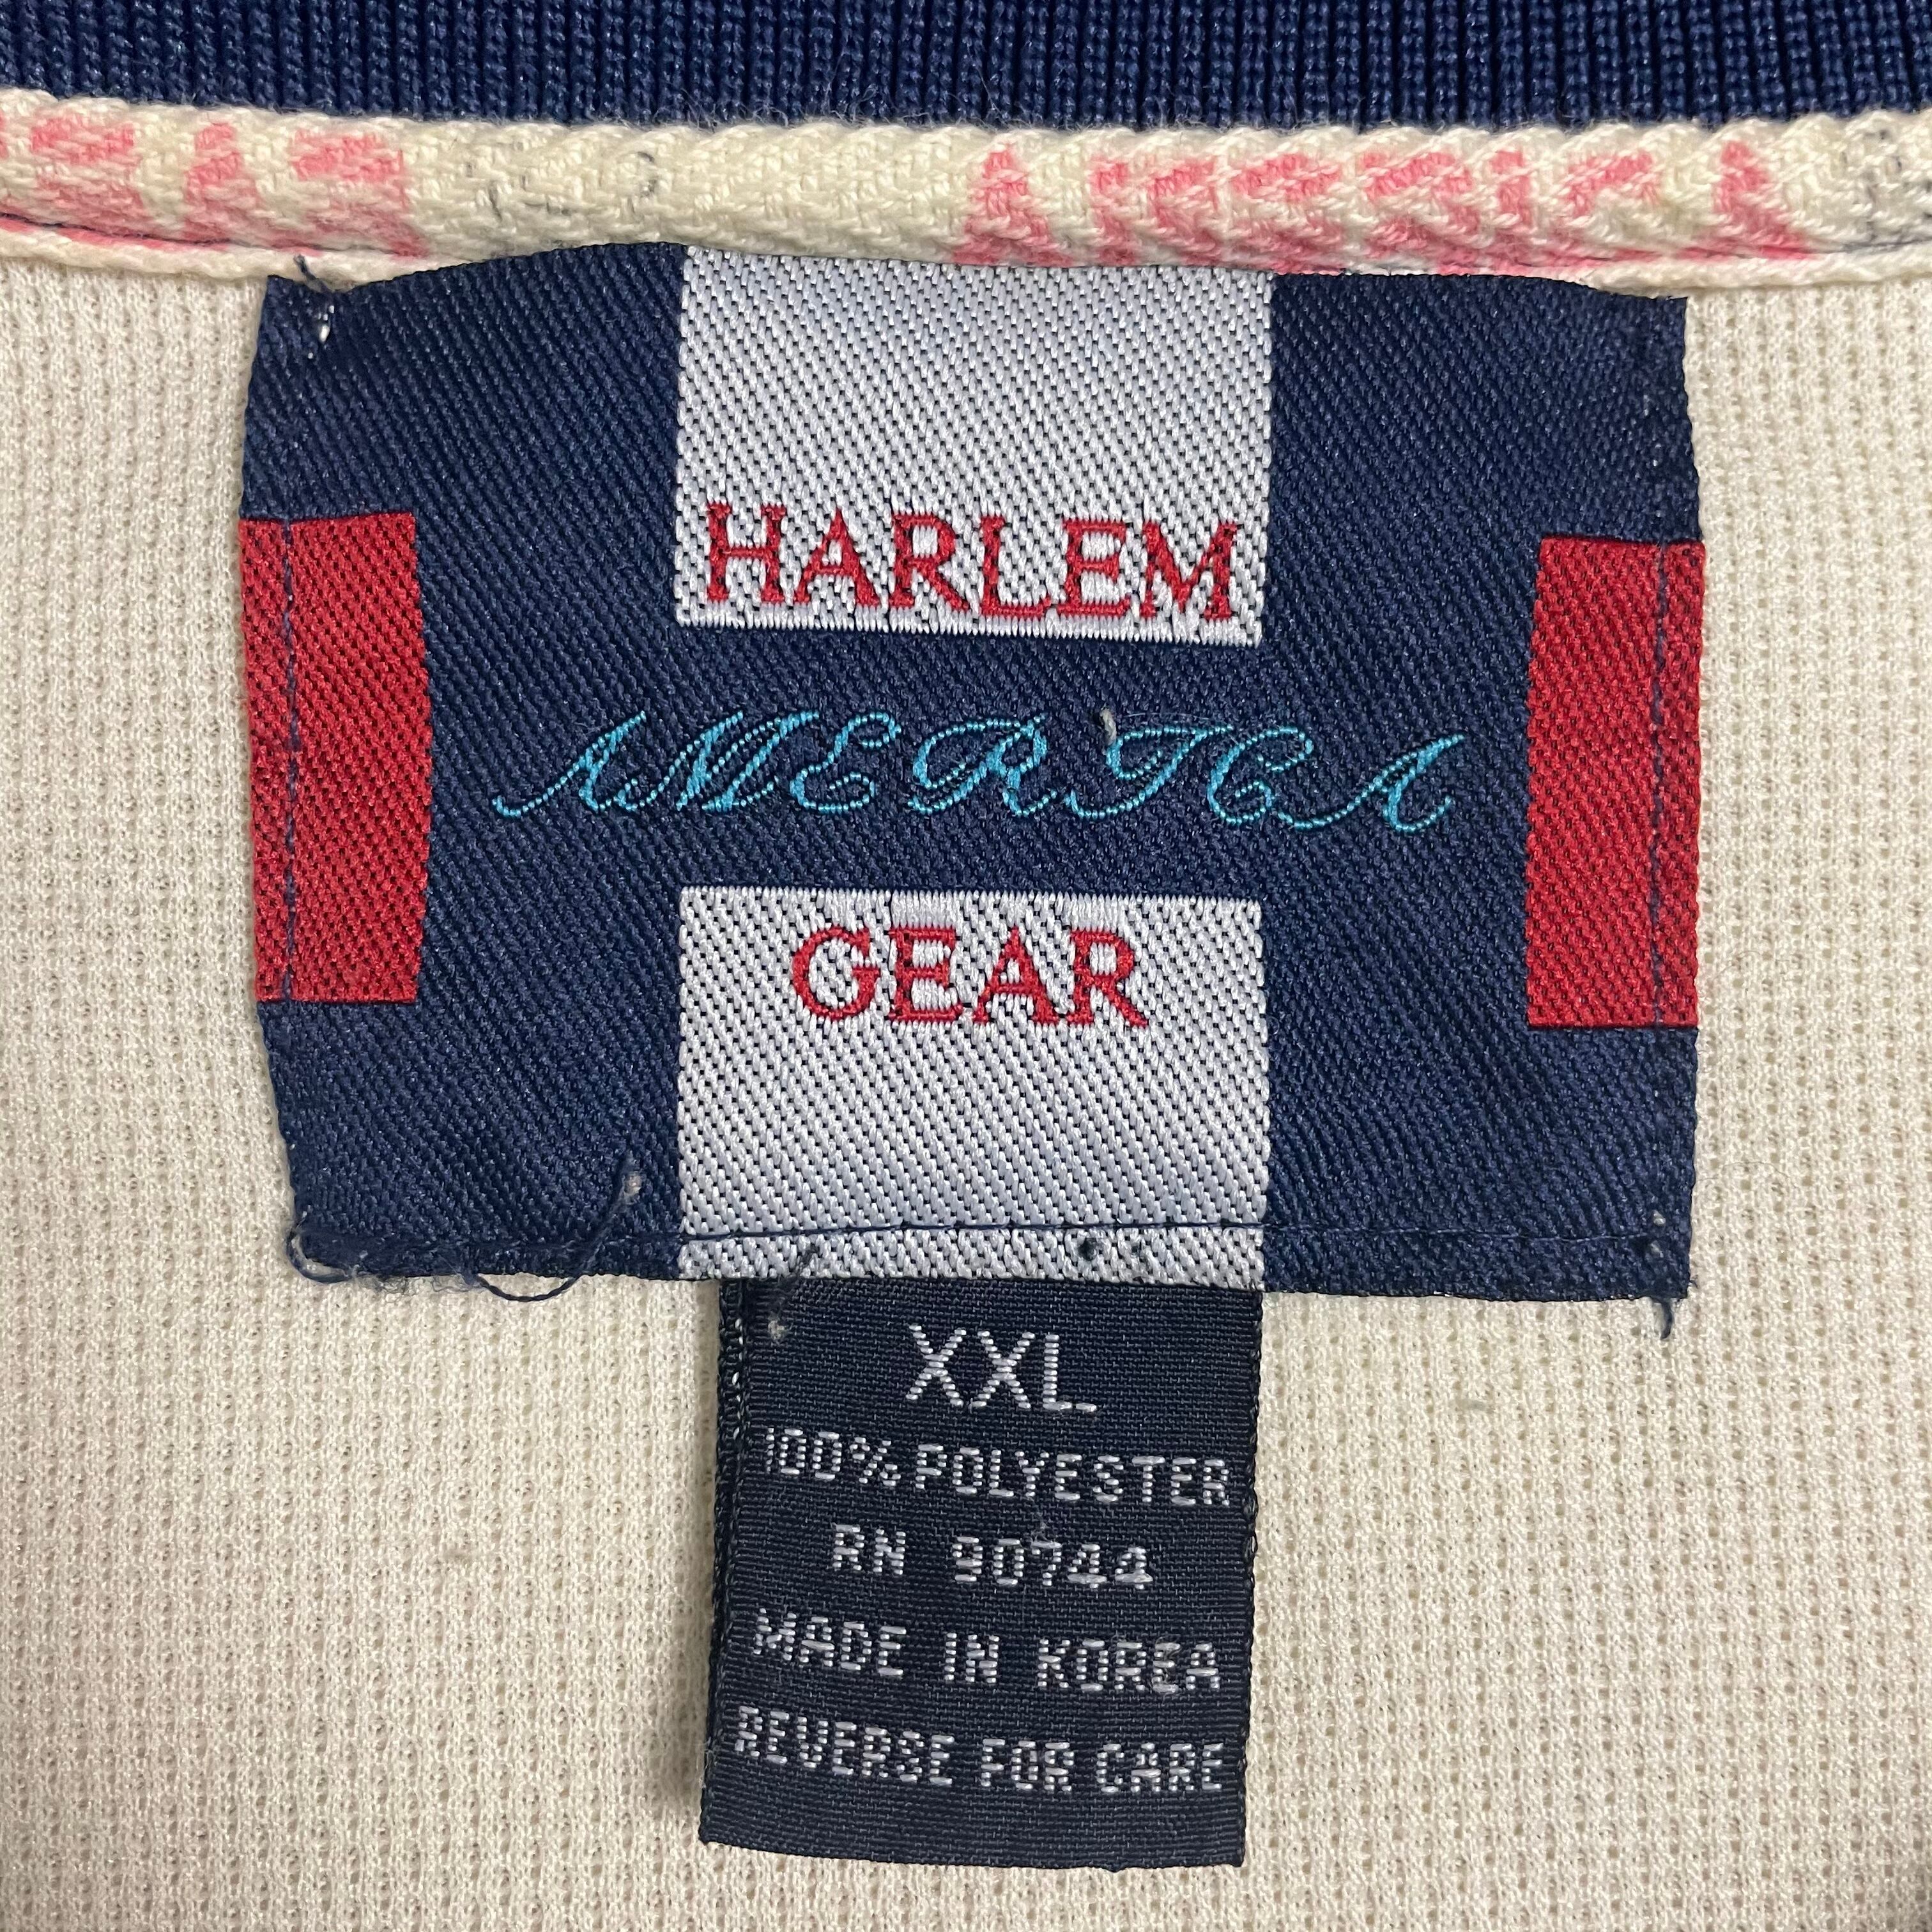 HARLEM
AMERICA
GEAR
XXL
100% POLYESTER
RN 90744
MADE IN KOREA
REVERSE FOR CARE